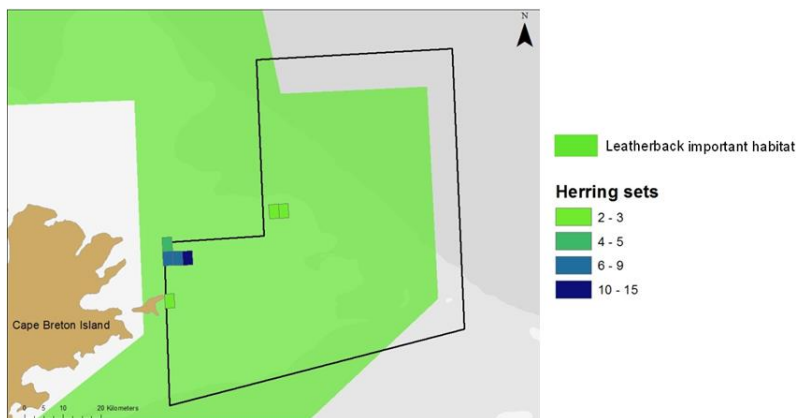 N
Leatherback important habitat
Herring sets
2 - 3
4 - 5
6 - 9
10 - 15
Cape Breton Island
0 5 10 20 Kilometers